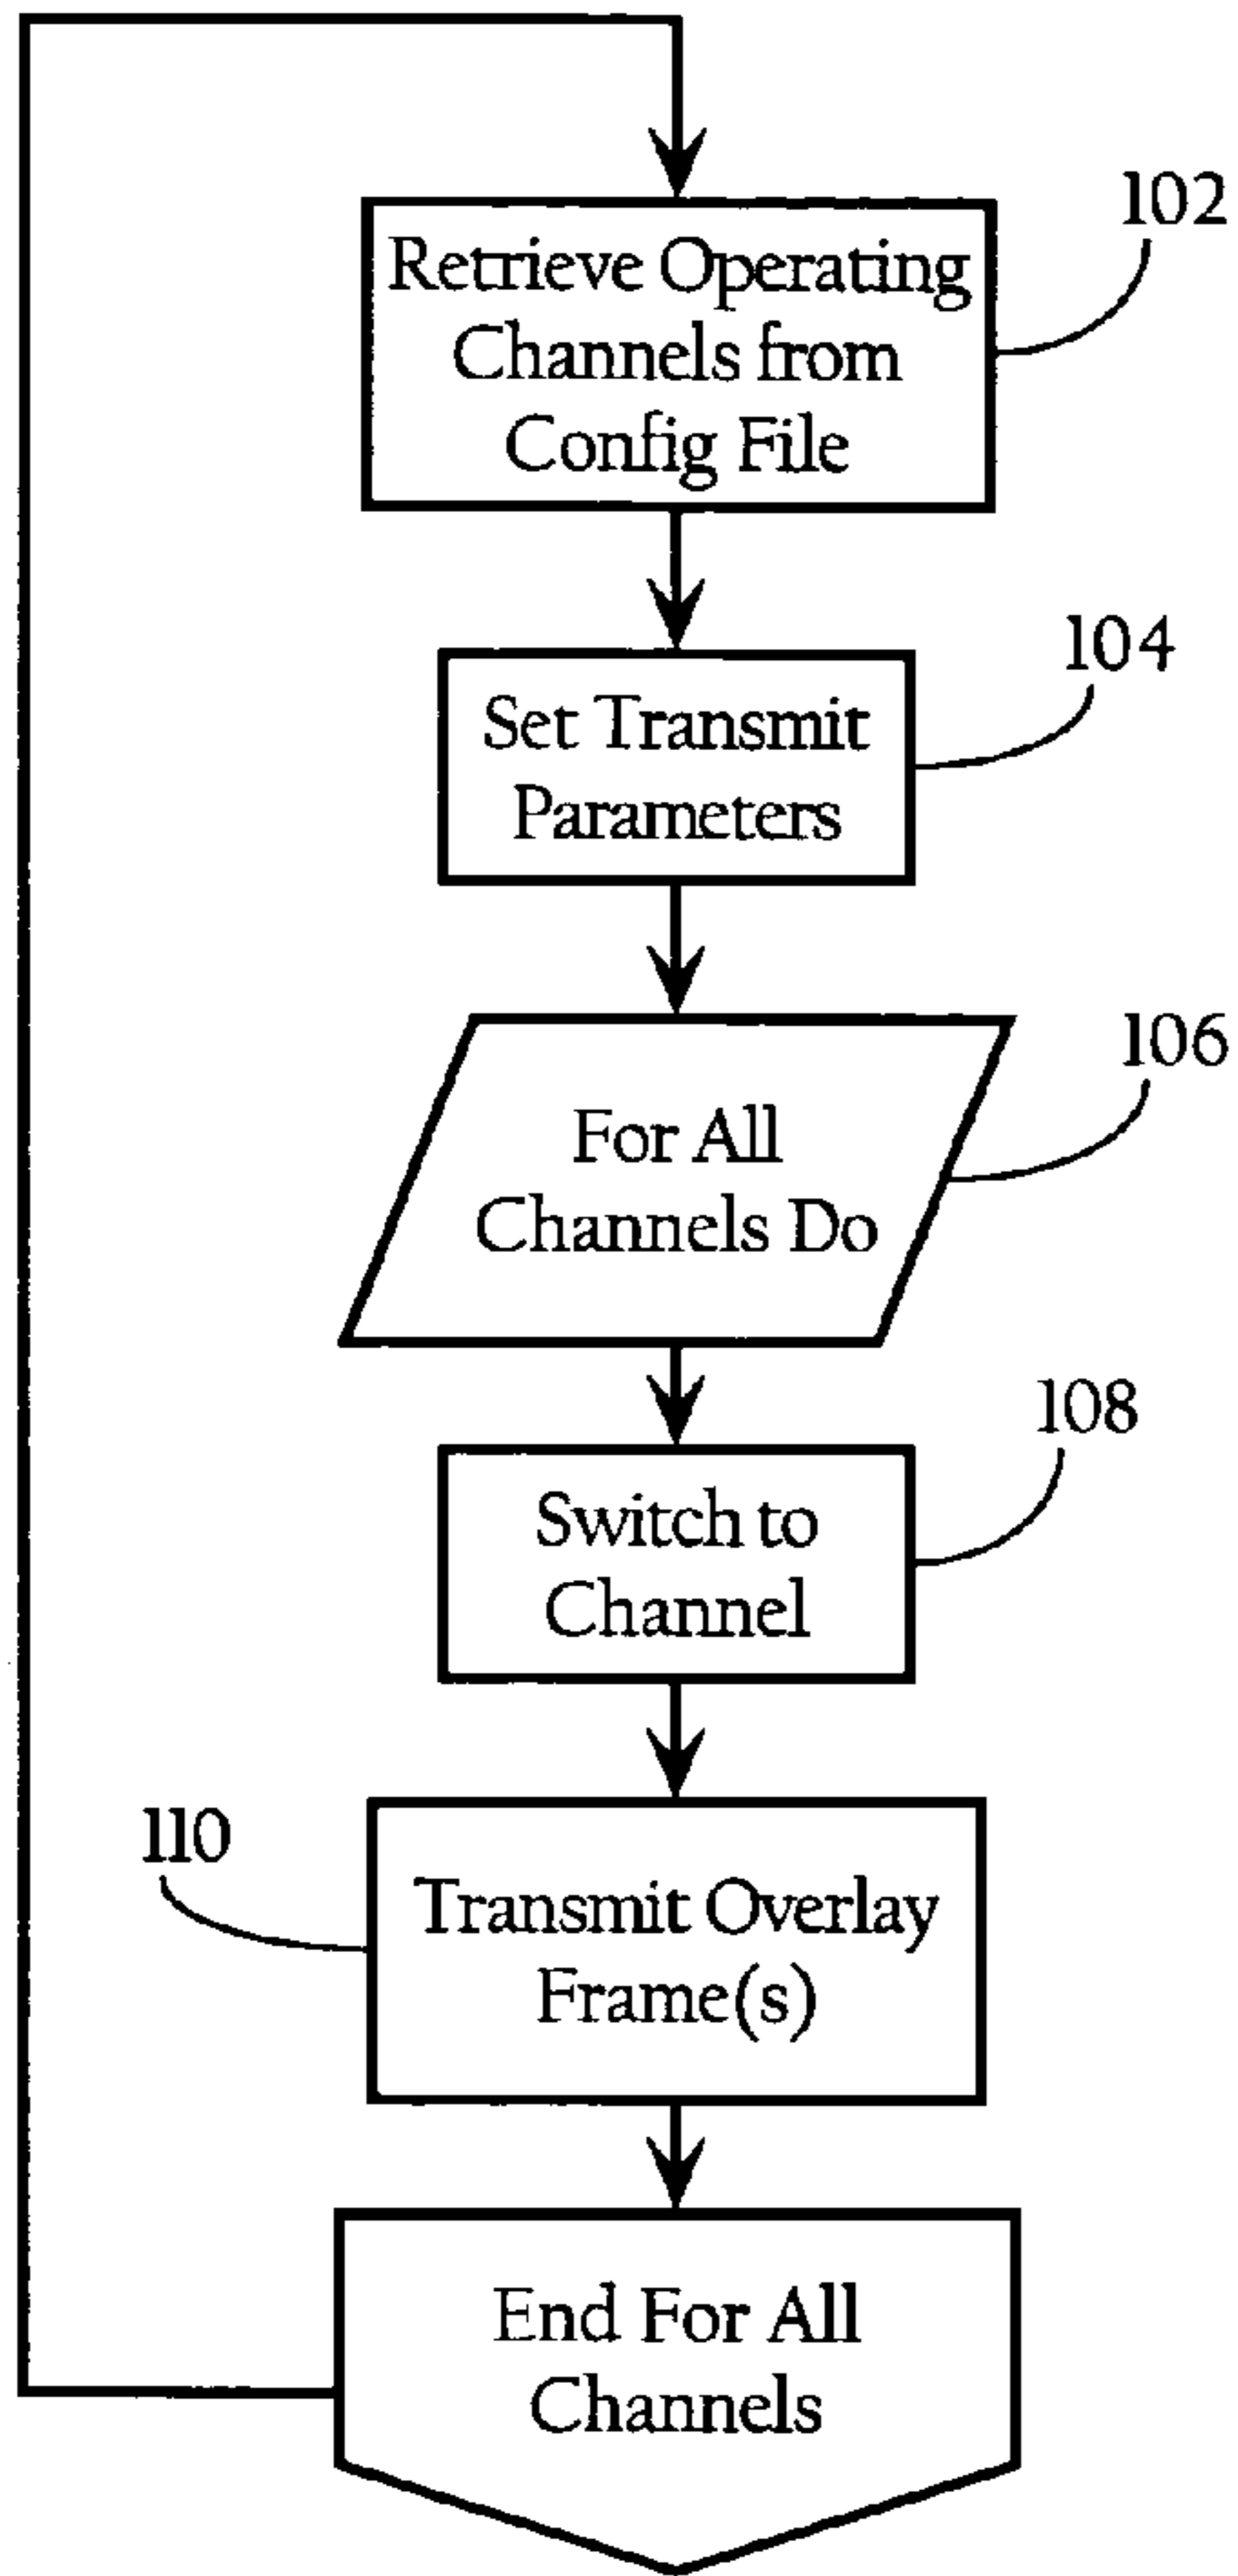 102
Retrieve Operating
Channels from
Config File
104
Set Transmit
Parameters
106
For All
Channels Do
108
Switch to
Channel
110
Transmit Overlay
Frame(s)
End For All
Channels